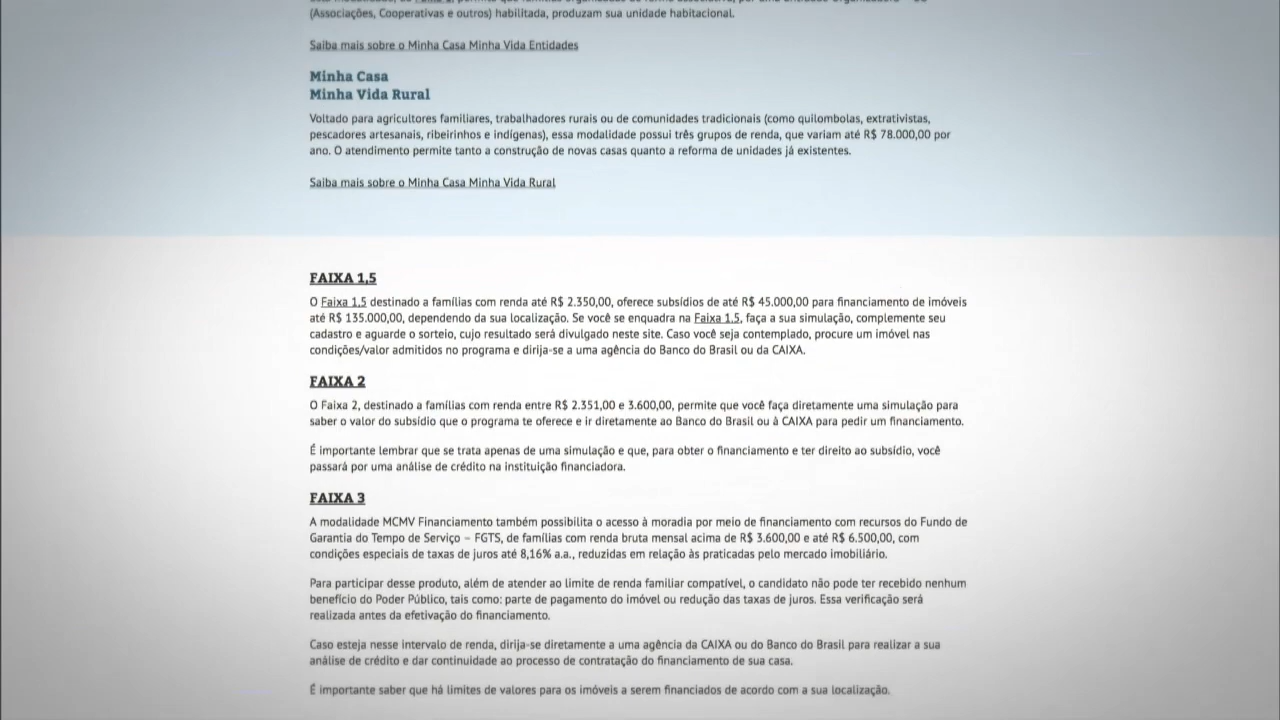 (Associações, Cooperativas e outros) habilitada, produzam sua unidade habitacional.
Saiba mais sobre o Minha Casa Minha Vida Entidades
Minha Casa
Minha Vida Rural
Voltado para agricultores familiares, trabalhadores rurais ou de comunidades tradicionais (como quilombolas, extrativistas,
pescadores artesanais, ribeirinhos e indígenas), essa modalidade possui três grupos de renda, que variam até R$ 78.000,00 por
ano. O atendimento permite tanto a construção de novas casas quanto a reforma de unidades já existentes.
Saiba mais sobre o Minha Casa Minha Vida Rural
FAIXA 1,5
O Faixa 1,5 destinado a famílias com renda até R$ 2.350,00, oferece subsídios de até R$ 45.000,00 para financiamento de imóveis
até R$ 135.000,00, dependendo da sua localização. Se você se enquadra na Faixa 1,5, faça a sua simulação, complemente seu
cadastro e aguarde o sorteio, cujo resultado será divulgado neste site. Caso você seja contemplado, procure um imóvel nas
condições/valor admitidos no programa e dirija-se a uma agência do Banco do Brasil ou da CAIXA.
FAIXA 2
O Faixa 2, destinado a famílias com renda entre R$ 2.351,00 e 3.600,00, permite que você faça diretamente uma simulação para
saber o valor do subsídio que o programa te oferece e ir diretamente ao Banco do Brasil ou à CAIXA para pedir um financiamento.
É importante lembrar que se trata apenas de uma simulação e que, para obter o financiamento e ter direito ao subsídio, você
passará por uma análise de crédito na instituição financiadora.
FAIXA 3
A modalidade MCMV Financiamento também possibilita o acesso à moradia por meio de financiamento com recursos do Fundo de
Garantia do Tempo de Serviço – FGTS, de famílias com renda bruta mensal acima de R$ 3.600,00 e até R$ 6.500,00, com
condições especiais de taxas de juros até 8,16% a.a., reduzidas em relação às praticadas pelo mercado imobiliário.
Para participar desse produto, além de atender ao limite de renda familiar compatível, o candidato não pode ter recebido nenhum
benefício do Poder Público, tais como: parte de pagamento do imóvel ou redução das taxas de juros. Essa verificação será
realizada antes da efetivação do financiamento.
Caso esteja nesse intervalo de renda, dirija-se diretamente a uma agência da CAIXA ou do Banco do Brasil para realizar a sua
análise de crédito e dar continuidade ao processo de contratação do financiamento de sua casa.
É importante saber que há limites de valores para os imóveis a serem financiados de acordo com a sua localização.